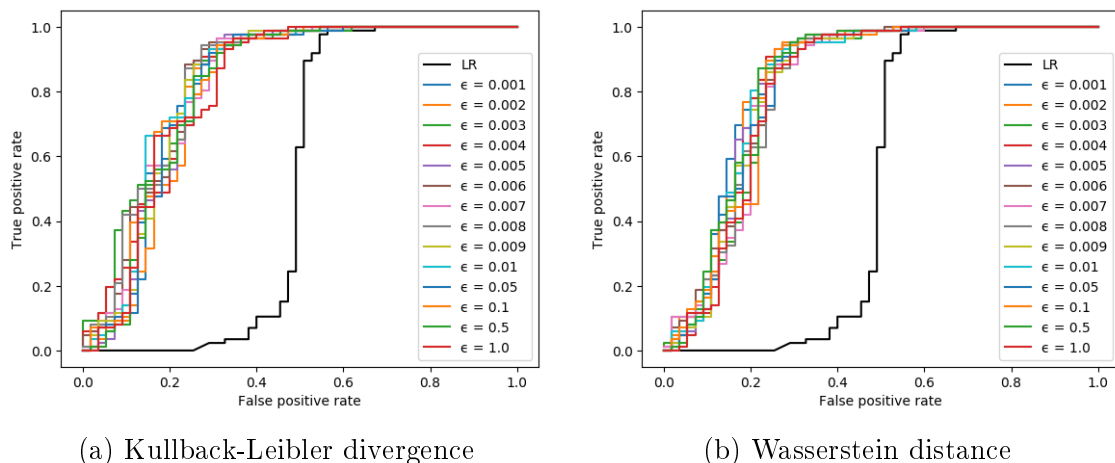 1.0
0.8
0.6
0.4
0.2
0.0
True positive rate
0.0 0.2 0.4 0.6 0.8 1.0
False positive rate
LR
ϵ = 0.001
ϵ = 0.002
ϵ = 0.003
ϵ = 0.004
ϵ = 0.005
ϵ = 0.006
ϵ = 0.007
ϵ = 0.008
ϵ = 0.009
ϵ = 0.01
ϵ = 0.05
ϵ = 0.1
ϵ = 0.5
ϵ = 1.0
(a) Kullback-Leibler divergence
1.0
0.8
0.6
0.4
0.2
0.0
True positive rate
0.0 0.2 0.4 0.6 0.8 1.0
False positive rate
LR
ϵ = 0.001
ϵ = 0.002
ϵ = 0.003
ϵ = 0.004
ϵ = 0.005
ϵ = 0.006
ϵ = 0.007
ϵ = 0.008
ϵ = 0.009
ϵ = 0.01
ϵ = 0.05
ϵ = 0.1
ϵ = 0.5
ϵ = 1.0
(b) Wasserstein distance